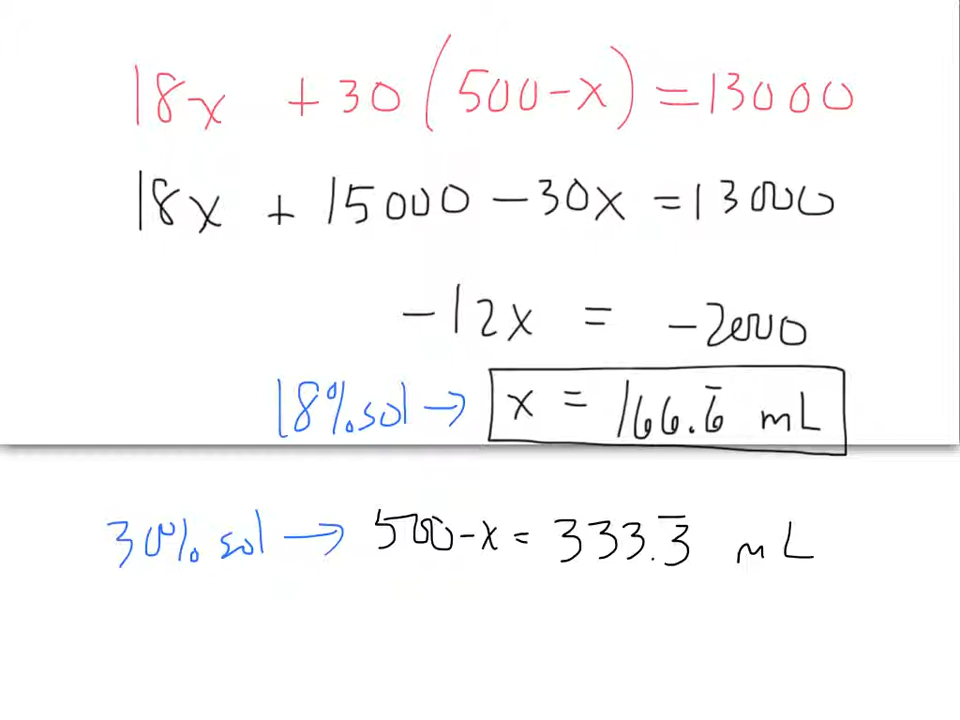 18x + 30(500-x) = 13000
18x + 15000 - 30x = 13000
-12x = -2000
18% sol → x = 166.6̅ mL
30% sol → 500-x = 333.3̅ mL